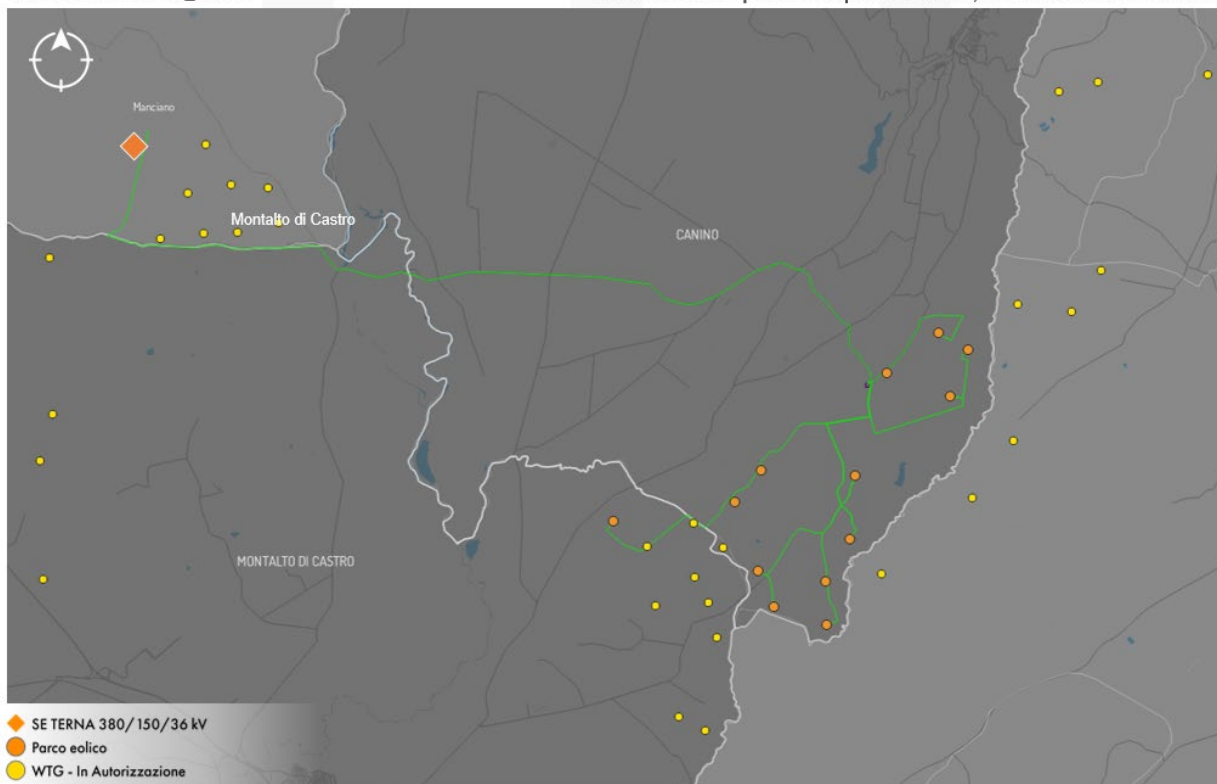 Manciano
Montalto di Castro
CANINO
MONTALTO DI CASTRO
SE TERNA 380/150/36 kV
Parco eolico
WTG - In Autorizzazione